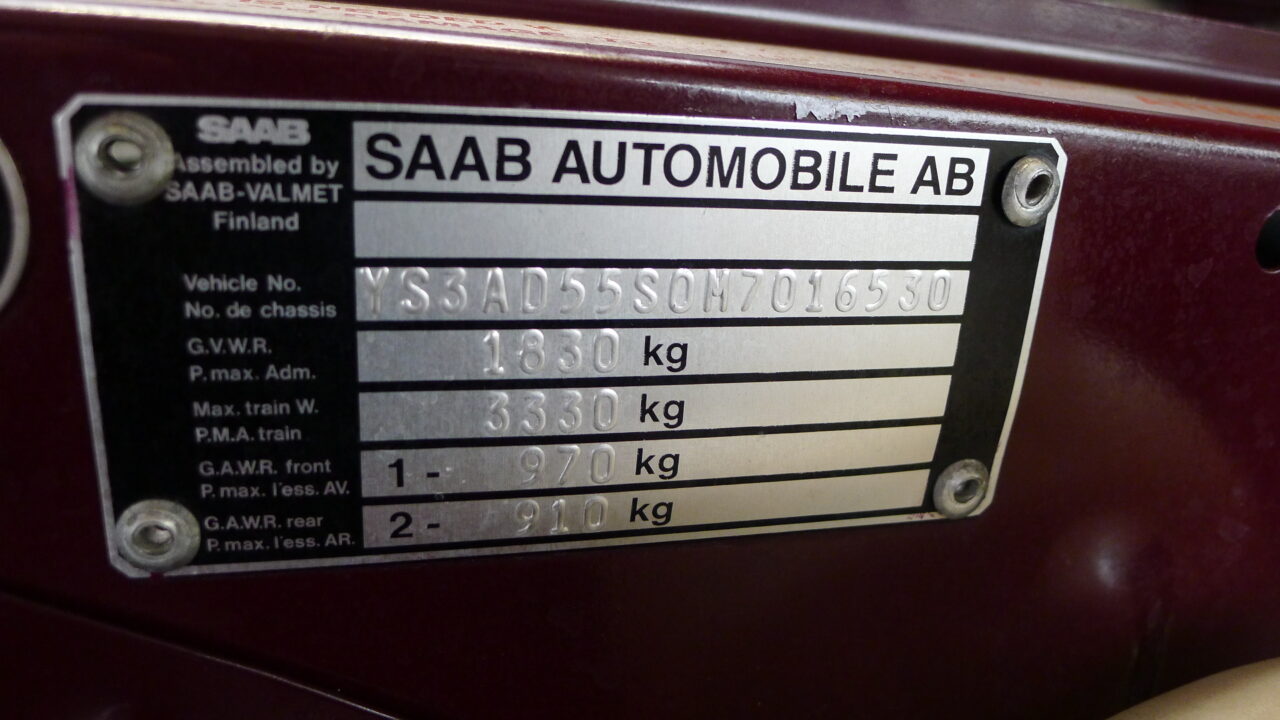 SAAB
Assembled by
SAAB-VALMET
Finland
SAAB AUTOMOBILE AB
Vehicle No.
No. de chassis
YS3AD55S0M7016530
G.V.W.R.
P.max. Adm.
1830 kg
Max. train W.
P.M.A. train
3330 kg
G.A.W.R. front
P.max. l'ess. AV.
1 - 970 kg
G.A.W.R. rear
P.max. l'ess. AR.
2 - 910 kg